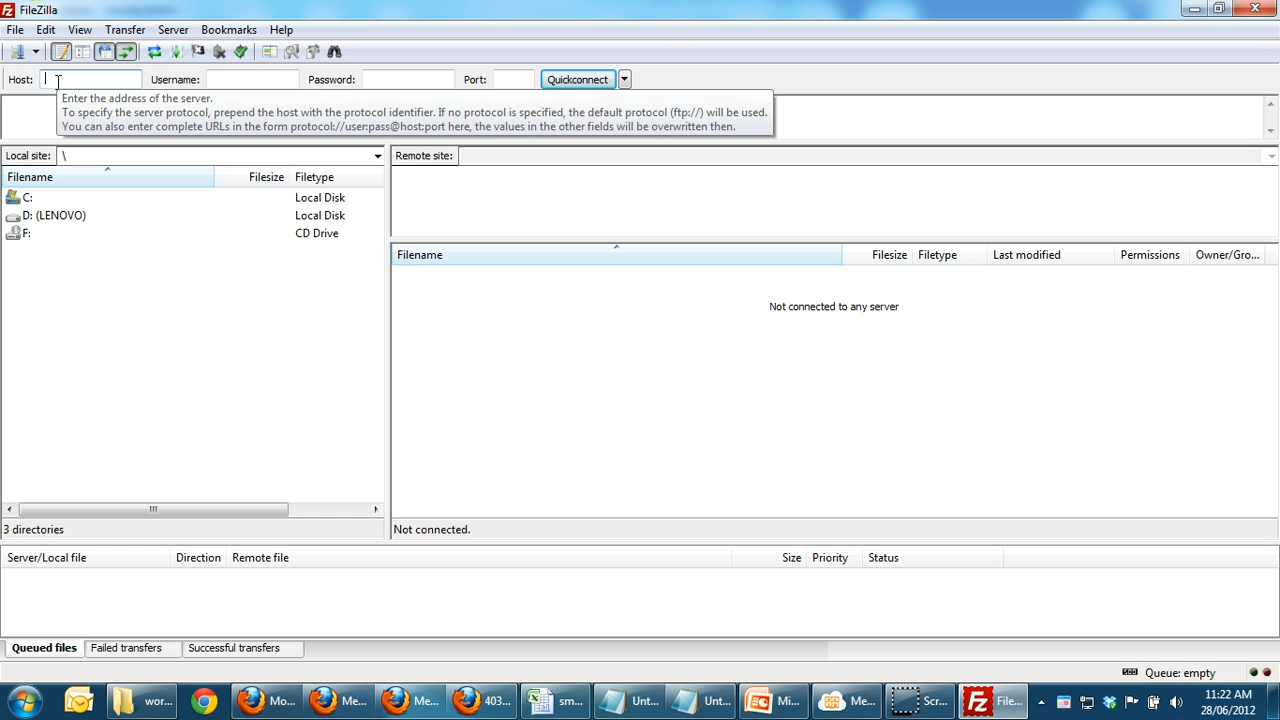 FileZilla
File Edit View Transfer Server Bookmarks Help
Host: Username: Password: Port: Quickconnect
Enter the address of the server.
To specify the server protocol, prepend the host with the protocol identifier. If no protocol is specified, the default protocol (ftp://) will be used.
You can also enter complete URLs in the form protocol://user:pass@host:port here, the values in the other fields will be overwritten then.
Local site: \
Filename Filesize Filetype
C: Local Disk
D: (LENOVO) Local Disk
F: CD Drive
3 directories
Remote site:
Filename Filesize Filetype Last modified Permissions Owner/Gro...
Not connected to any server
Not connected.
Server/Local file Direction Remote file Size Priority Status
Queued files Failed transfers Successful transfers
Queue: empty
wor... Mo... Me... Me... 403... sm... Unt... Unt... Mi... Me... Scr... File...
11:22 AM
28/06/2012